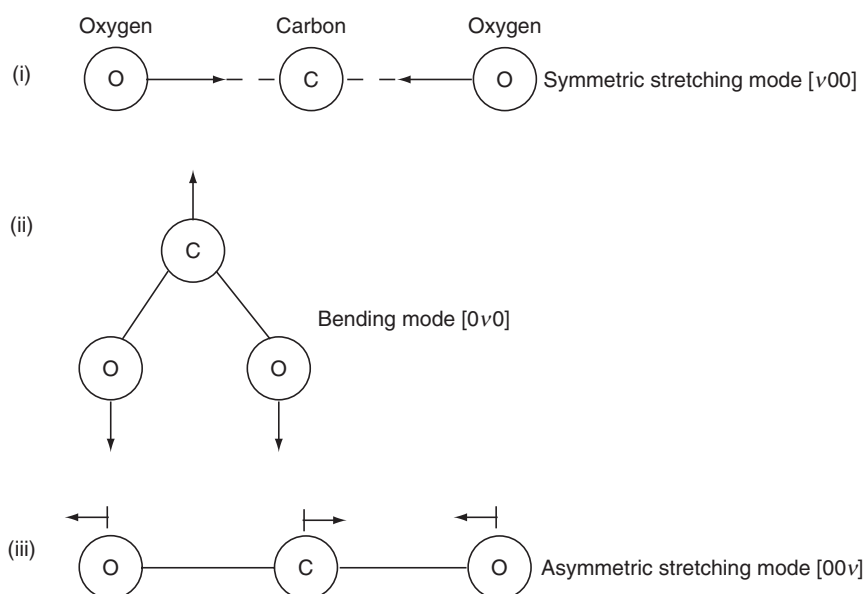 Oxygen Carbon Oxygen
(i) O C O Symmetric stretching mode [ν00]
(ii)
C
Bending mode [0ν0]
O O
(iii) O C O Asymmetric stretching mode [00ν]